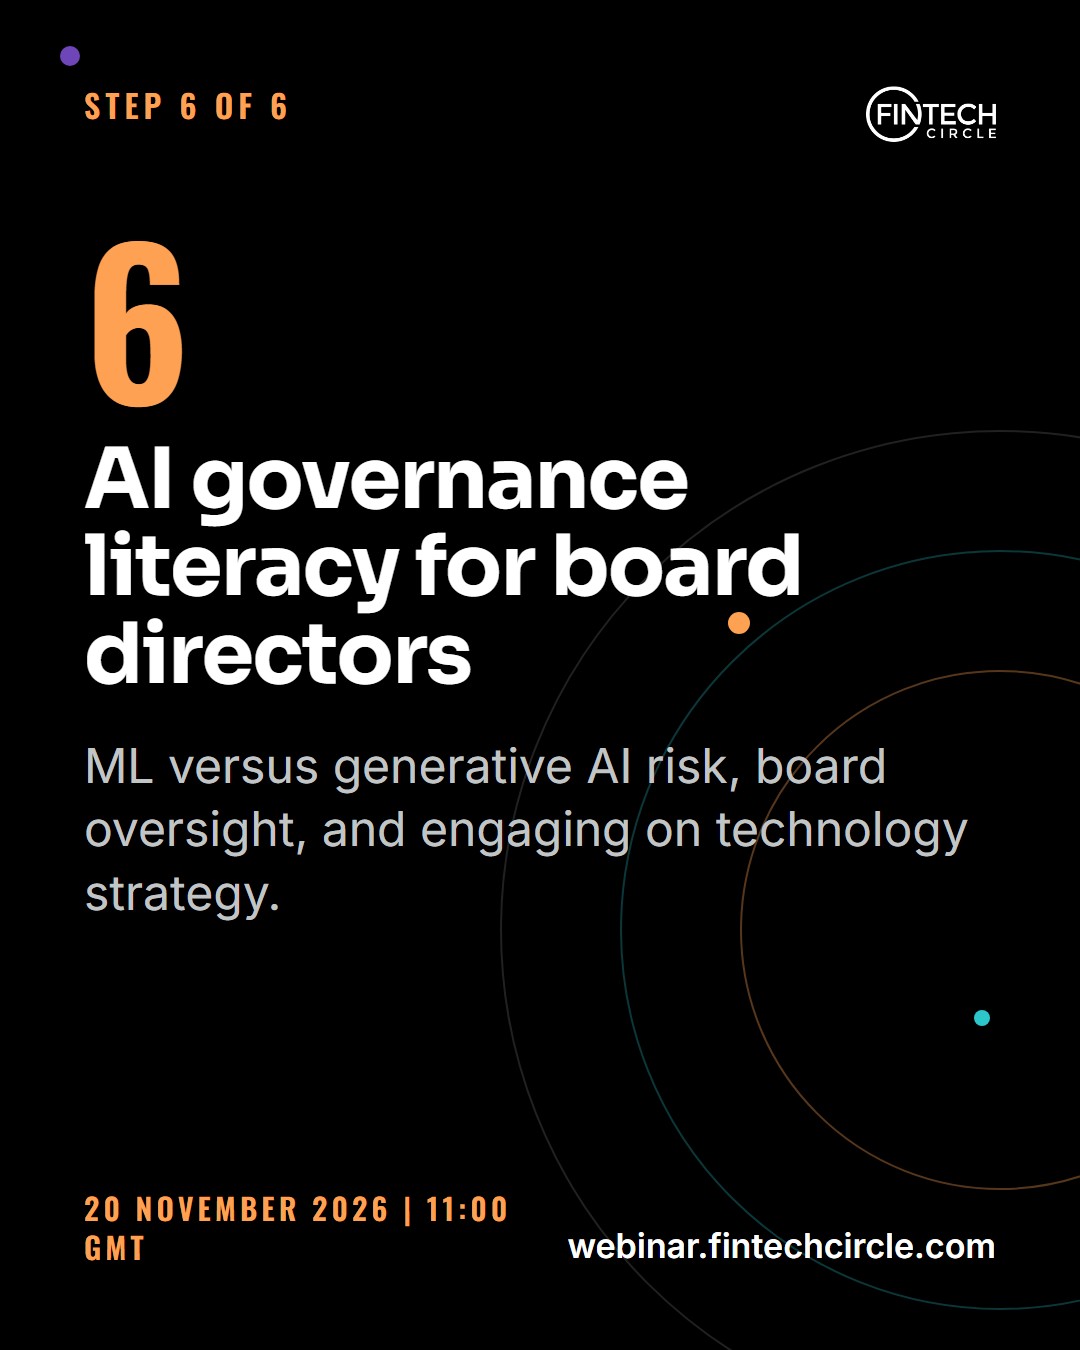 STEP 6 OF 6
FINTECH
CIRCLE
6
AI governance
literacy for board
directors
ML versus generative AI risk, board
oversight, and engaging on technology
strategy.
20 NOVEMBER 2026 | 11:00
GMT
webinar.fintechcircle.com